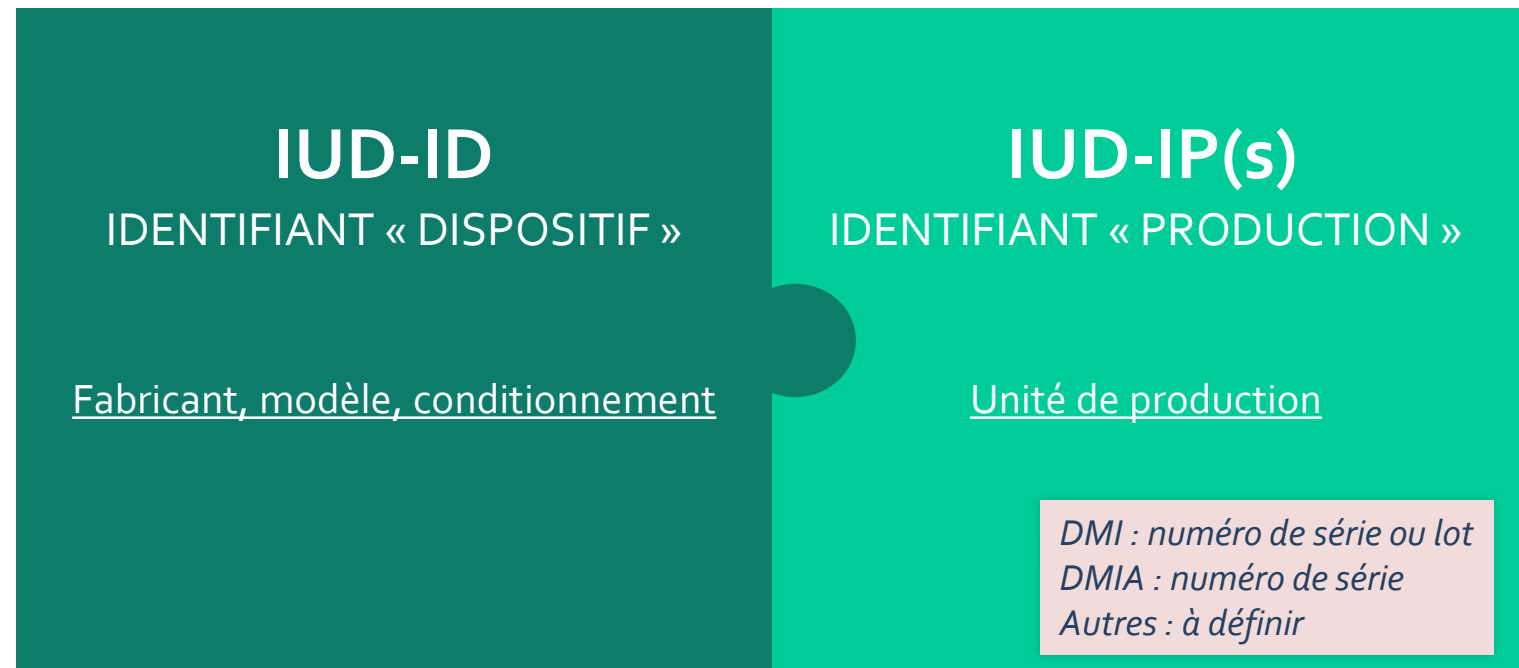 IUD-ID
IDENTIFIANT « DISPOSITIF »
Fabricant, modèle, conditionnement
IUD-IP(s)
IDENTIFIANT « PRODUCTION »
Unité de production
DMI : numéro de série ou lot
DMIA : numéro de série
Autres : à définir